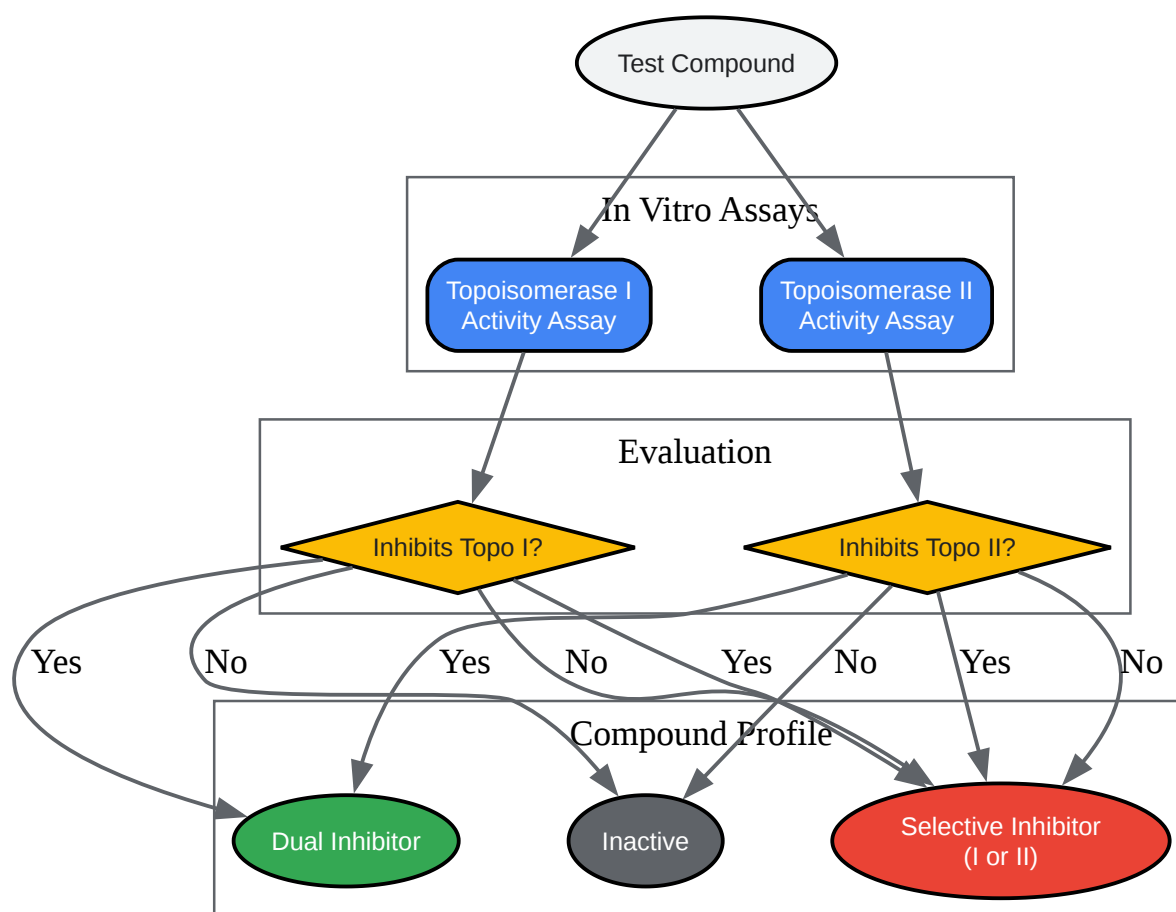 Test Compound
In Vitro Assays
Topoisomerase I
Activity Assay
Topoisomerase II
Activity Assay
Evaluation
Inhibits Topo I?
Inhibits Topo II?
Yes
No
Yes
No
Yes
No
Yes
No
Compound Profile
Dual Inhibitor
Inactive
Selective Inhibitor
(I or II)